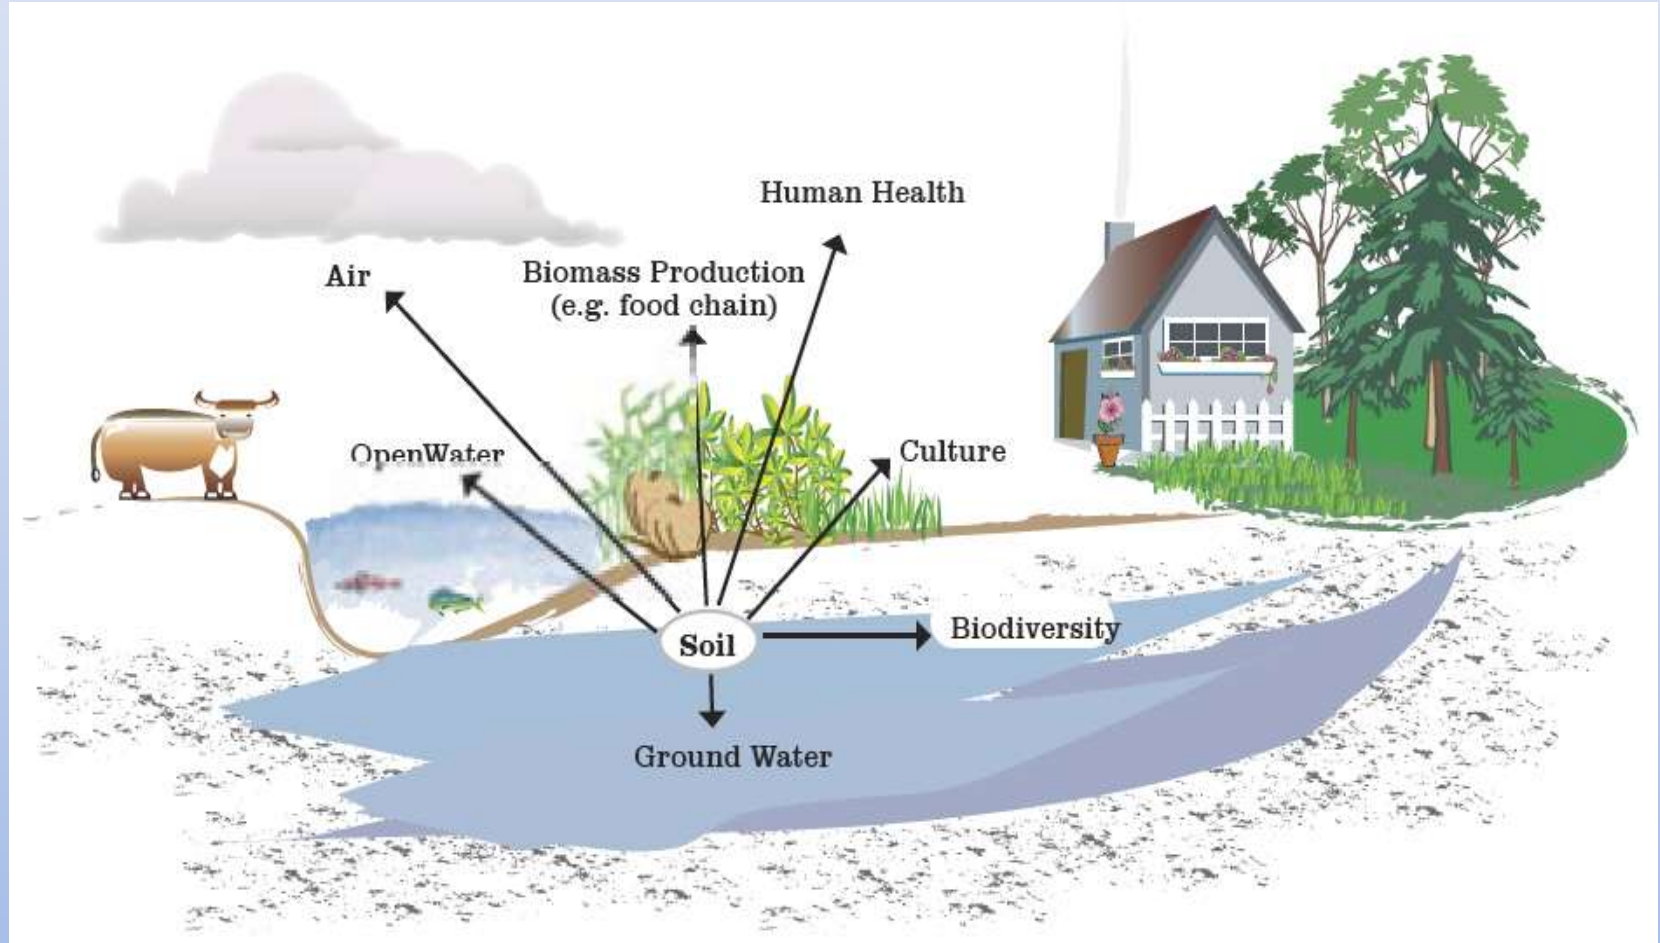 Human Health
Air
Biomass Production
(e.g. food chain)
OpenWater
Culture
Soil
Biodiversity
Ground Water